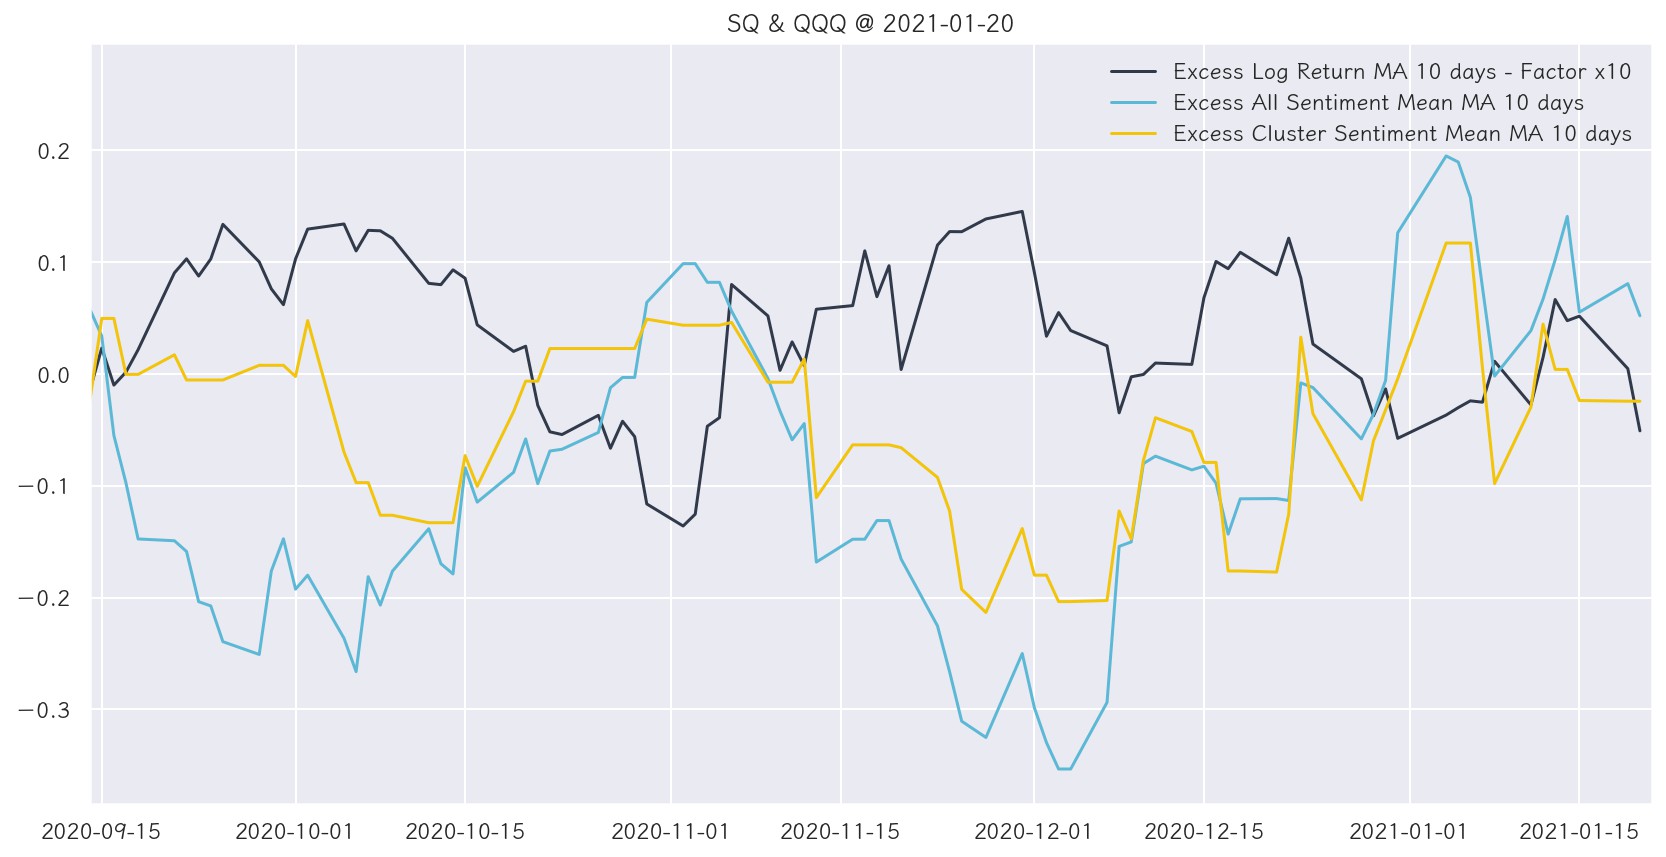 SQ & QQQ @ 2021-01-20
Excess Log Return MA 10 days - Factor x10
Excess All Sentiment Mean MA 10 days
Excess Cluster Sentiment Mean MA 10 days
0.2
0.1
0.0
−0.1
−0.2
−0.3
2020-09-15 2020-10-01 2020-10-15 2020-11-01 2020-11-15 2020-12-01 2020-12-15 2021-01-01 2021-01-15